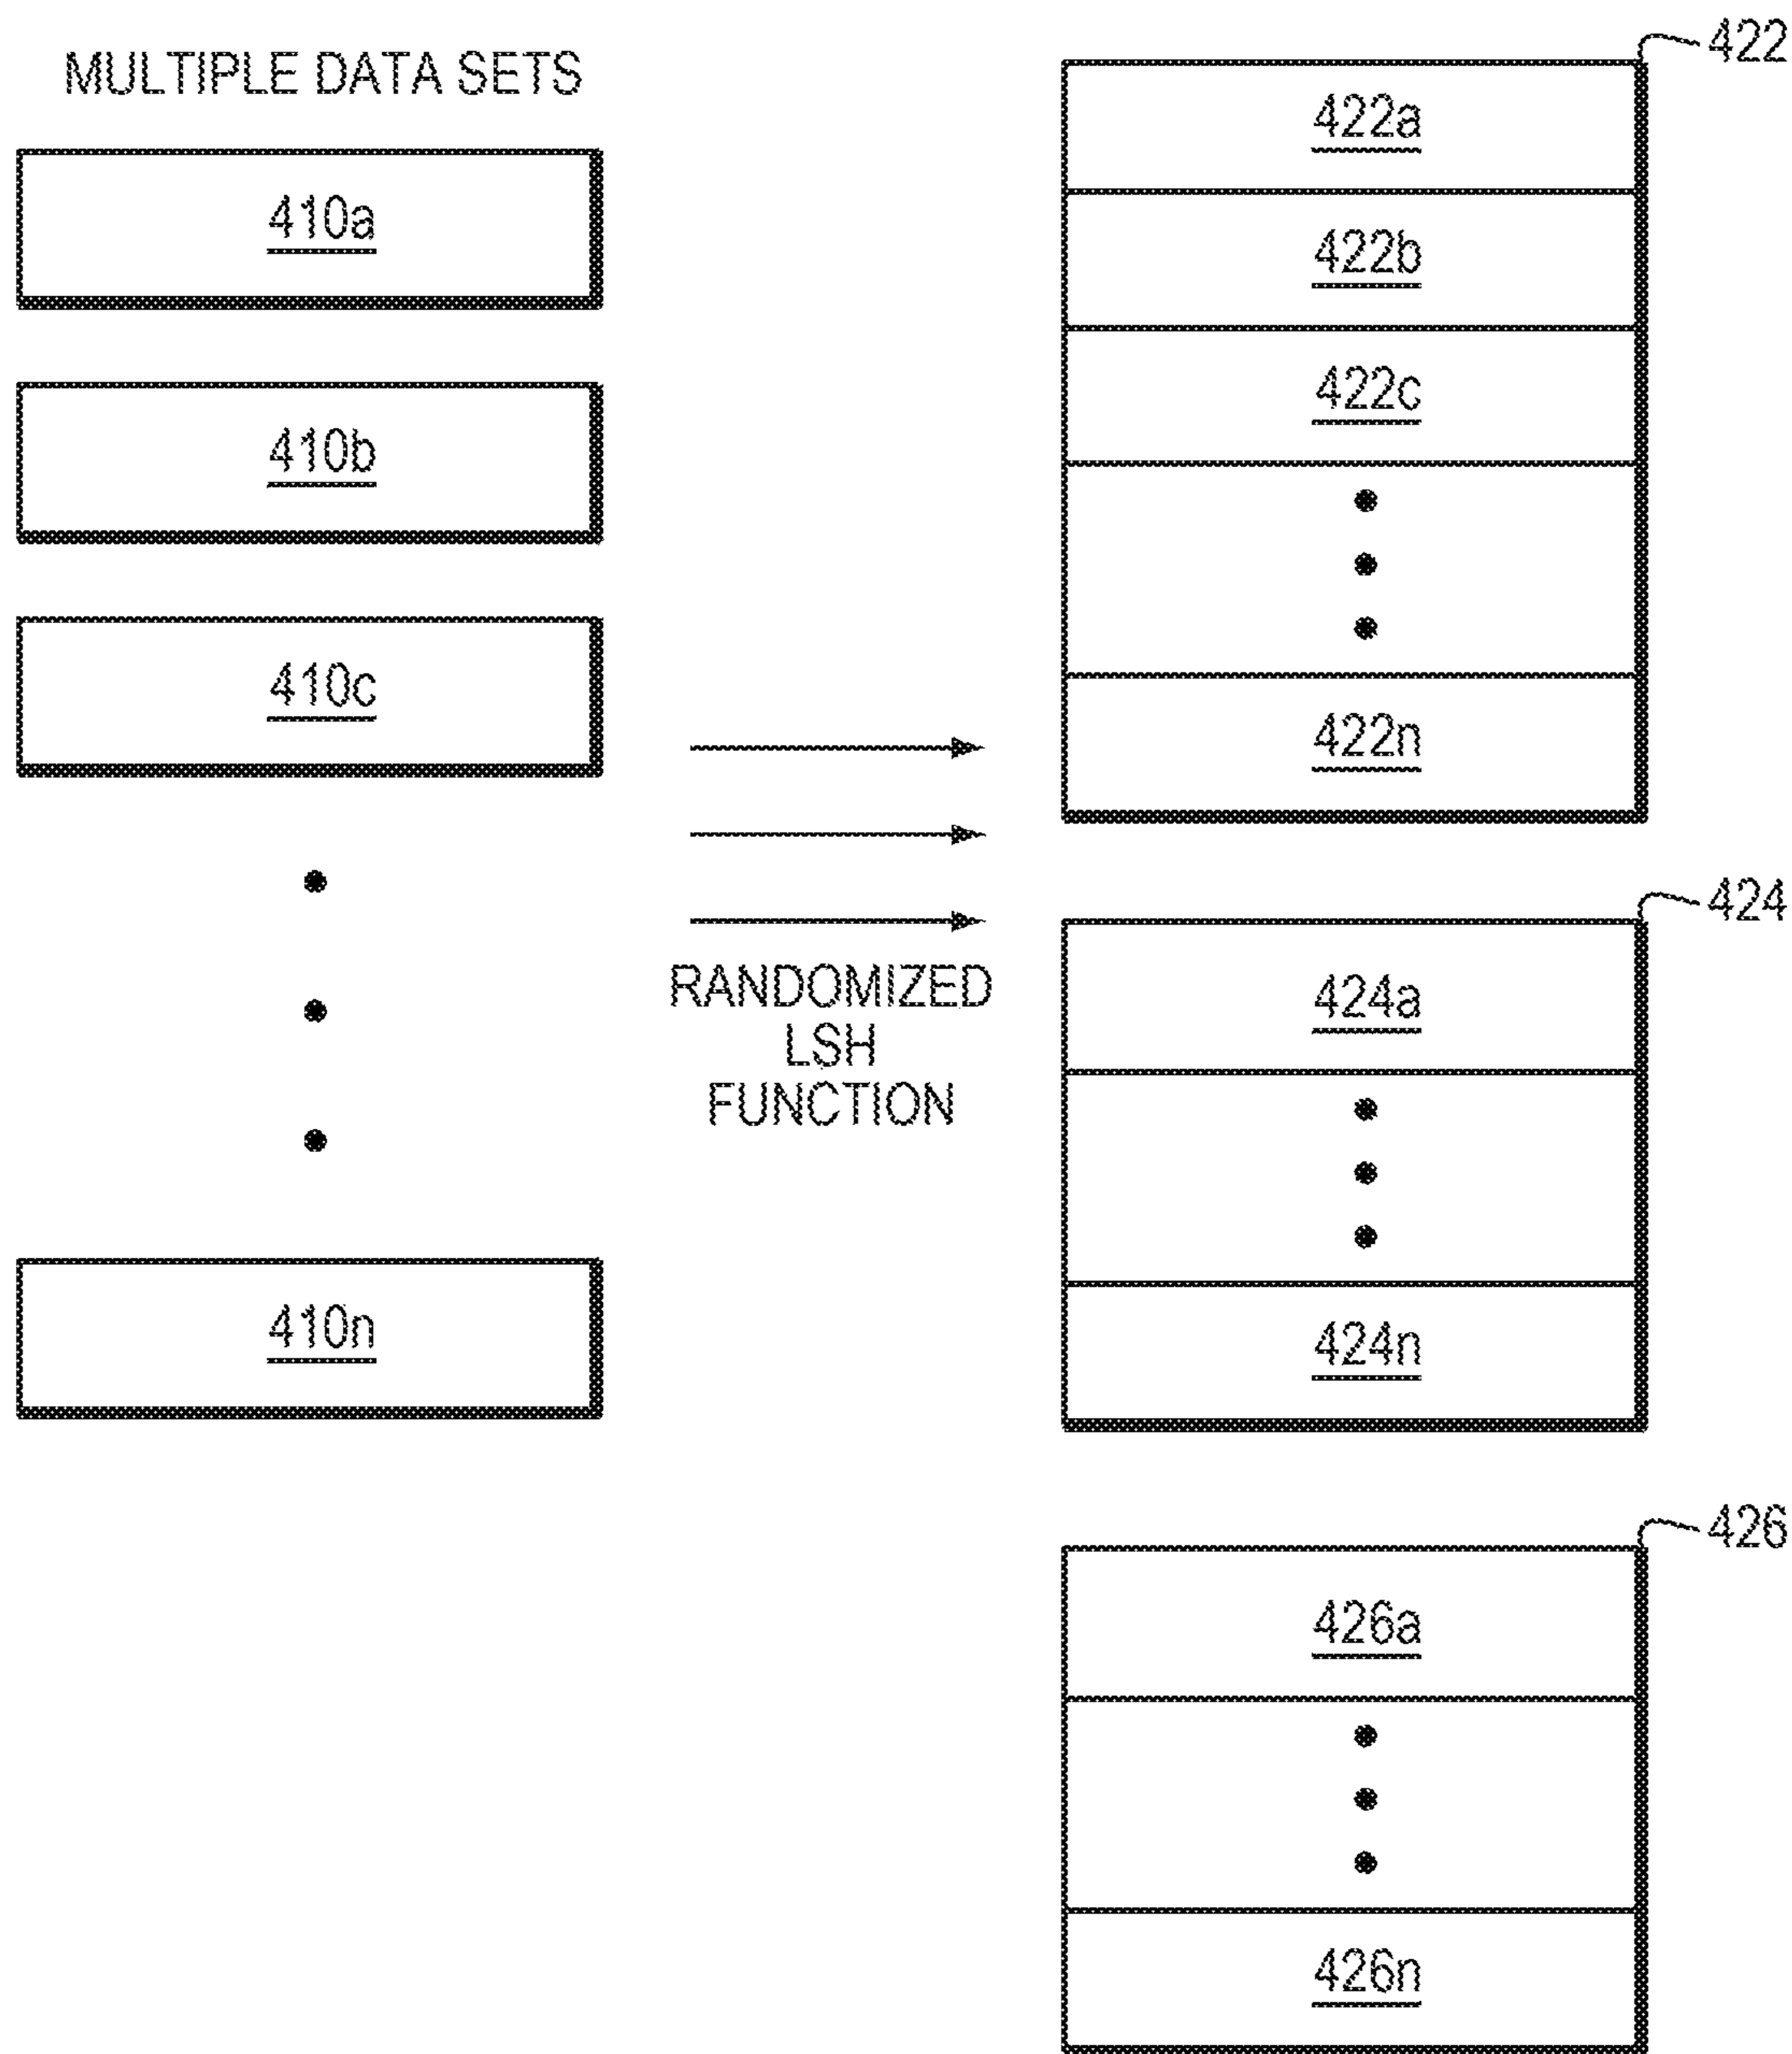 MULTIPLE DATA SETS
410a
410b
410c
410n
RANDOMIZED
LSH
FUNCTION
422
422a
422b
422c
422n
424
424a
424n
426
426a
426n